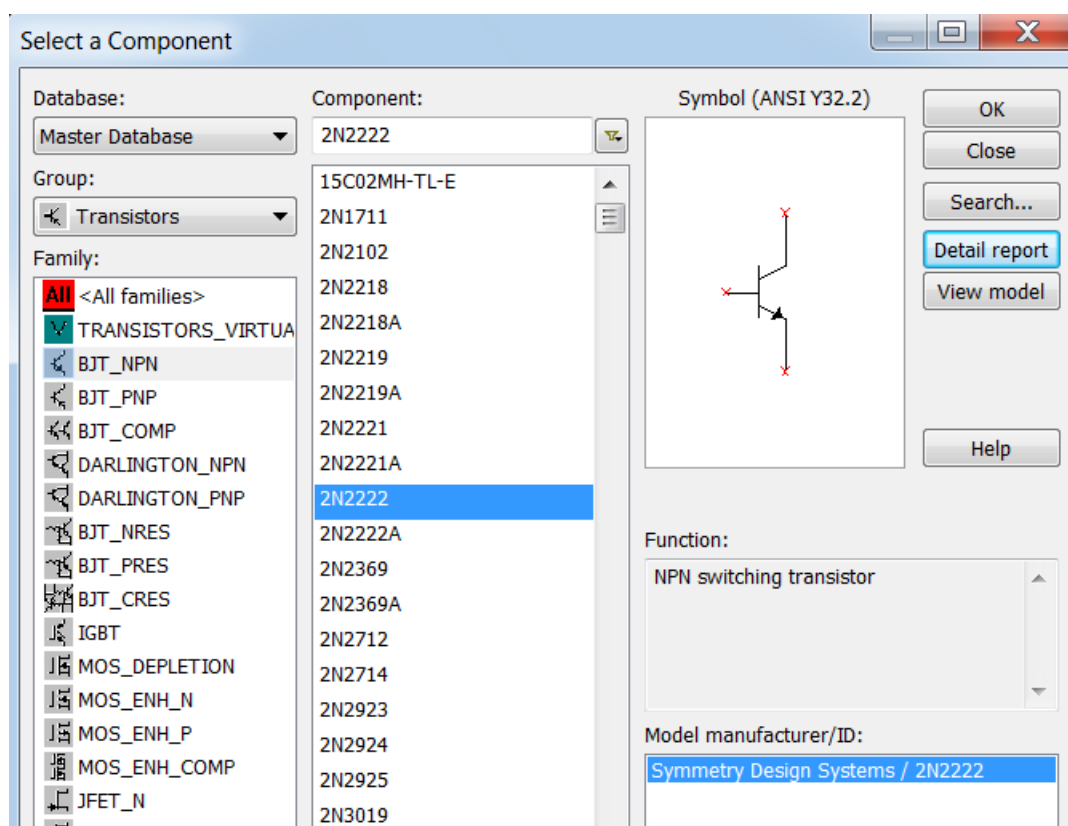 Select a Component
Database:
Master Database
Group:
Transistors
Family:
All <All families>
TRANSISTORS_VIRTUA
BJT_NPN
BJT_PNP
BJT_COMP
DARLINGTON_NPN
DARLINGTON_PNP
BJT_NRES
BJT_PRES
BJT_CRES
IGBT
MOS_DEPLETION
MOS_ENH_N
MOS_ENH_P
MOS_ENH_COMP
JFET_N
Component:
2N2222
15C02MH-TL-E
2N1711
2N2102
2N2218
2N2218A
2N2219
2N2219A
2N2221
2N2221A
2N2222
2N2222A
2N2369
2N2369A
2N2712
2N2714
2N2923
2N2924
2N2925
2N3019
Symbol (ANSI Y32.2)
Function:
NPN switching transistor
Model manufacturer/ID:
Symmetry Design Systems / 2N2222
OK
Close
Search...
Detail report
View model
Help